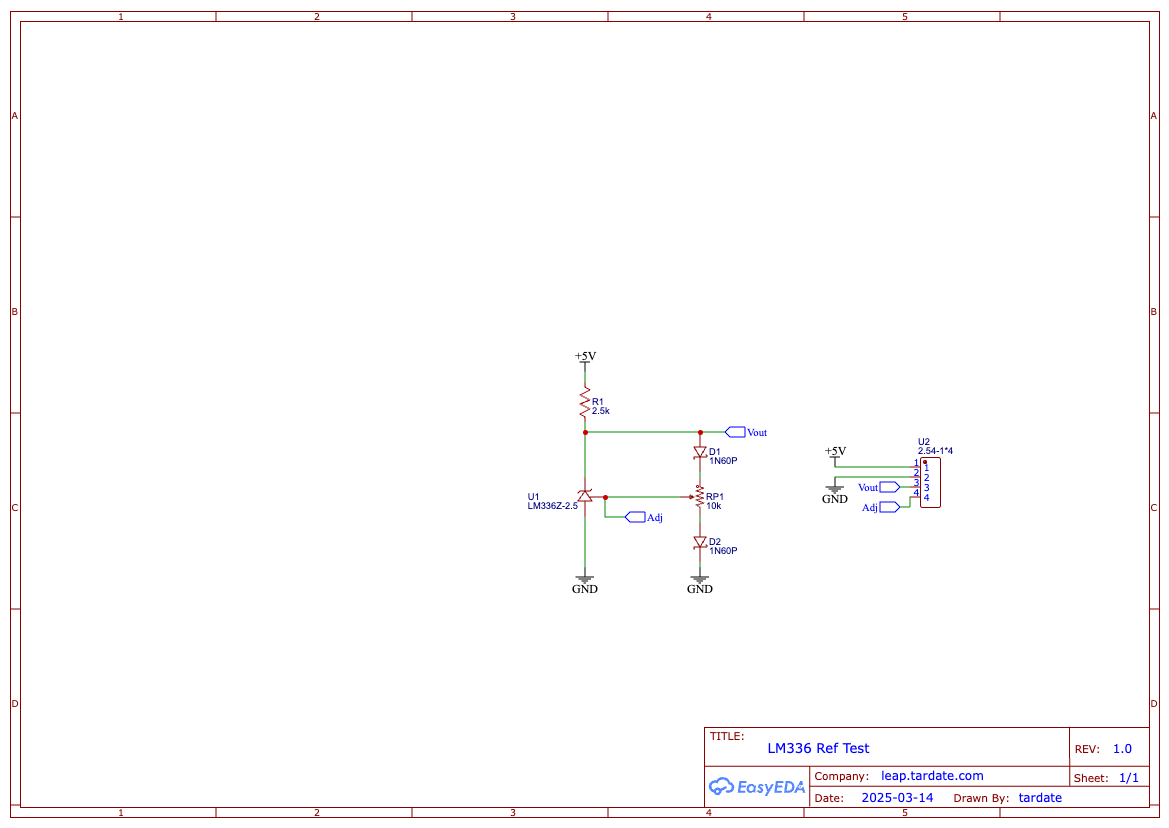 1 2 3 4 5
A A
B B
+5V
R1
2.5k
Vout
D1
1N60P
U1
LM336Z-2.5
RP1
10k
Adj
D2
1N60P
GND GND
U2
2.54-1*4
+5V
1 1
2 2
3 3
4 4
GND
Vout
Adj
C C
D D
TITLE:
LM336 Ref Test
REV: 1.0
EasyEDA
Company: leap.tardate.com
Sheet: 1/1
Date: 2025-03-14 Drawn By: tardate
1 2 3 4 5